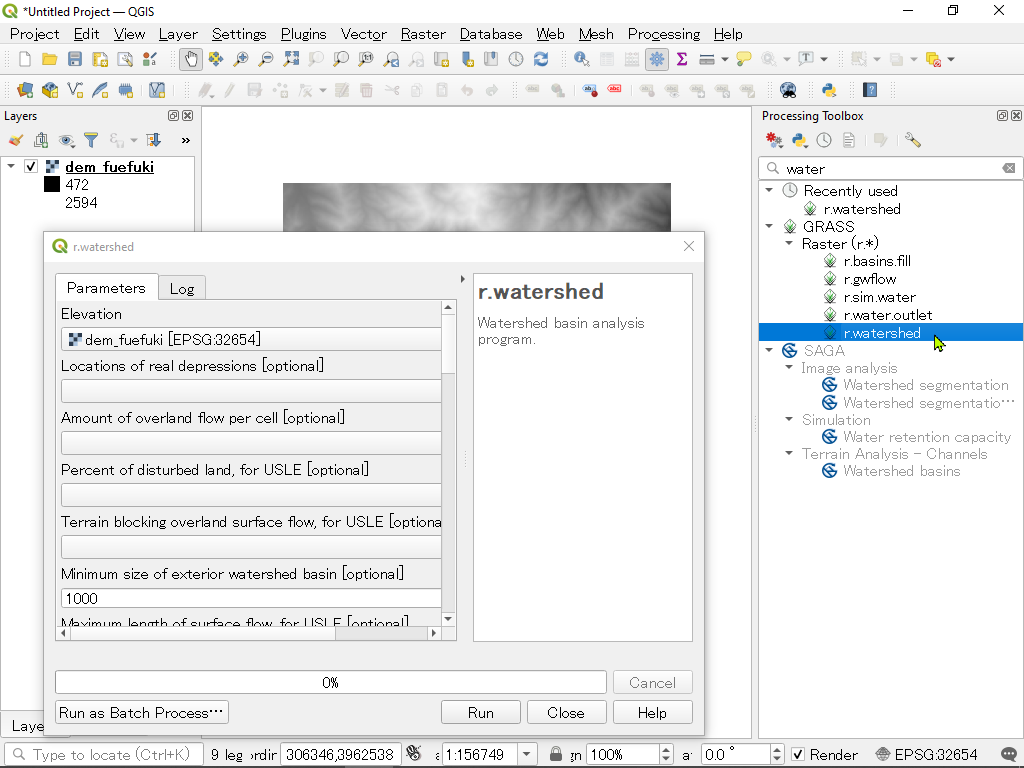 *Untitled Project — QGIS
Project Edit View Layer Settings Plugins Vector Raster Database Web Mesh Processing Help
Layers
dem_fuefuki
472
2594
r.watershed
Parameters
Log
Elevation
dem_fuefuki [EPSG:32654]
Locations of real depressions [optional]
Amount of overland flow per cell [optional]
Percent of disturbed land, for USLE [optional]
Terrain blocking overland surface flow, for USLE [optiona
Minimum size of exterior watershed basin [optional]
1000
Maximum length of surface flow, for USLE [optional]
r.watershed
Watershed basin analysis
program.
0%
Cancel
Run as Batch Process…
Run
Close
Help
Processing Toolbox
water
Recently used
r.watershed
GRASS
Raster (r.*)
r.basins.fill
r.gwflow
r.sim.water
r.water.outlet
r.watershed
SAGA
Image analysis
Watershed segmentation
Watershed segmentatio…
Simulation
Water retention capacity
Terrain Analysis - Channels
Watershed basins
Laye
Type to locate (Ctrl+K)
9 leg
ordir
306346,3962538
1:156749
100%
0.0 °
Render
EPSG:32654